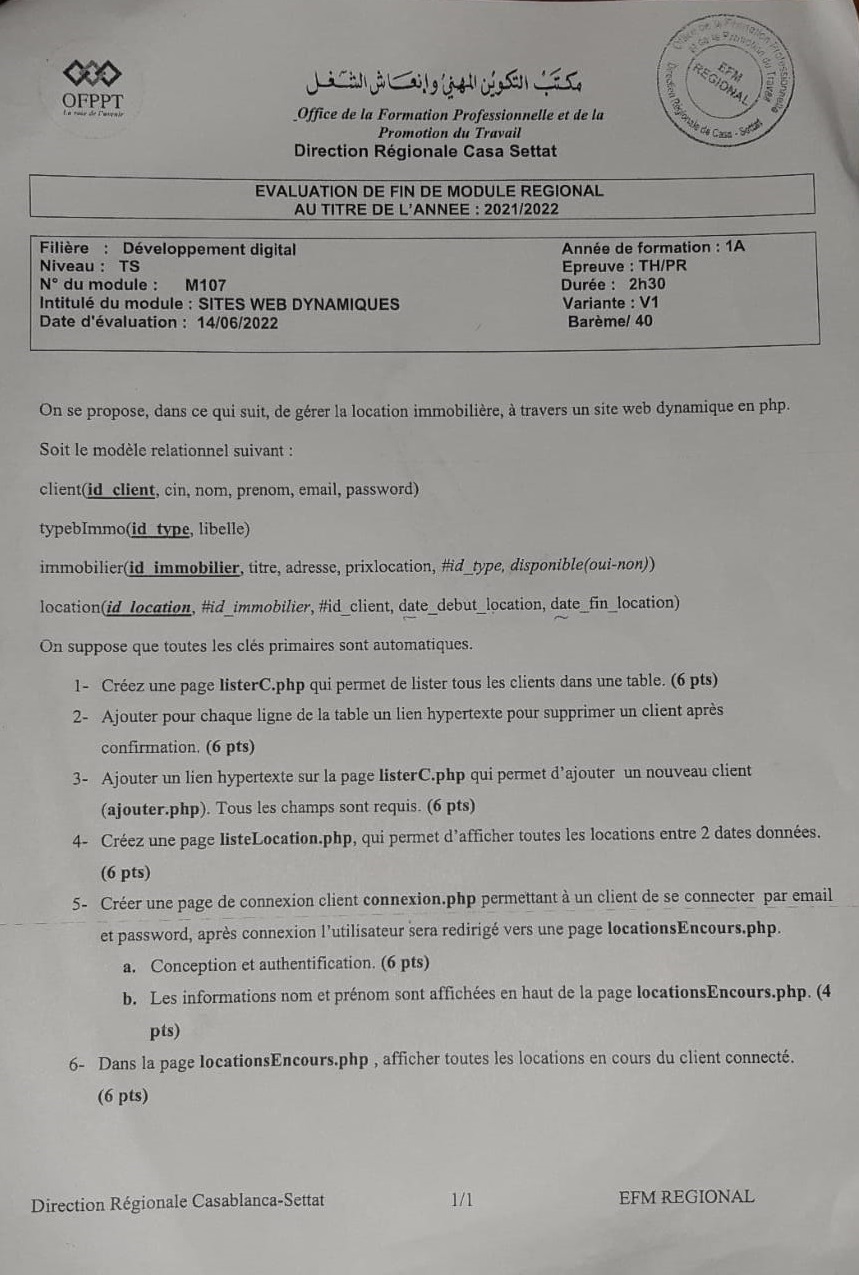 OFPPT
La voie de l'avenir
مكتب التكوين المهني وإنعاش الشغل
Office de la Formation Professionnelle et de la
Promotion du Travail
Direction Régionale Casa Settat
Office de la Formation Professionnelle
et de la Promotion du Travail
EFM
REGIONAL
Direction Régionale de Casa - Settat
EVALUATION DE FIN DE MODULE REGIONAL
AU TITRE DE L'ANNEE : 2021/2022
Filière : Développement digital
Année de formation : 1A
Niveau : TS
Epreuve : TH/PR
N° du module : M107
Durée : 2h30
Intitulé du module : SITES WEB DYNAMIQUES
Variante : V1
Date d'évaluation : 14/06/2022
Barème/ 40
On se propose, dans ce qui suit, de gérer la location immobilière, à travers un site web dynamique en php.
Soit le modèle relationnel suivant :
client(id_client, cin, nom, prenom, email, password)
typebImmo(id_type, libelle)
immobilier(id_immobilier, titre, adresse, prixlocation, #id_type, disponible(oui-non))
location(id_location, #id_immobilier, #id_client, date_debut_location, date_fin_location)
On suppose que toutes les clés primaires sont automatiques.
1- Créez une page listerC.php qui permet de lister tous les clients dans une table. (6 pts)
2- Ajouter pour chaque ligne de la table un lien hypertexte pour supprimer un client après
confirmation. (6 pts)
3- Ajouter un lien hypertexte sur la page listerC.php qui permet d'ajouter un nouveau client
(ajouter.php). Tous les champs sont requis. (6 pts)
4- Créez une page listeLocation.php, qui permet d'afficher toutes les locations entre 2 dates données.
(6 pts)
5- Créer une page de connexion client connexion.php permettant à un client de se connecter par email
et password, après connexion l'utilisateur sera redirigé vers une page locationsEncours.php.
a. Conception et authentification. (6 pts)
b. Les informations nom et prénom sont affichées en haut de la page locationsEncours.php. (4
pts)
6- Dans la page locationsEncours.php , afficher toutes les locations en cours du client connecté.
(6 pts)
Direction Régionale Casablanca-Settat
1/1
EFM REGIONAL